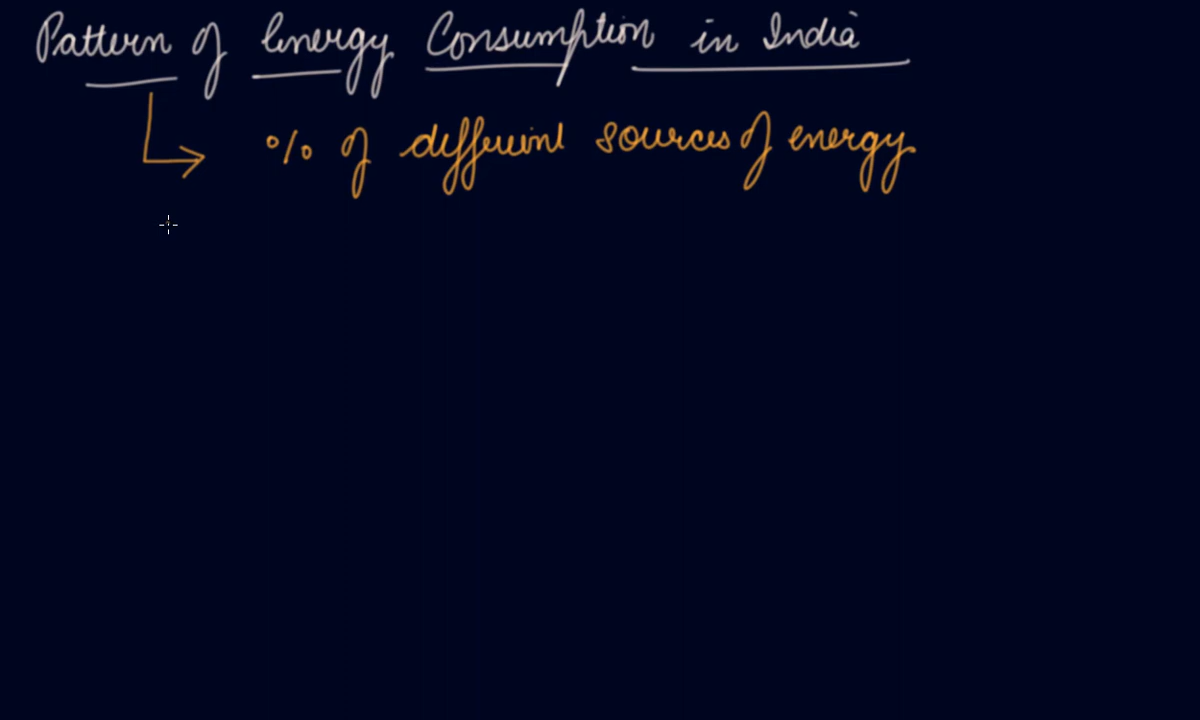 Pattern of Energy Consumption in India
% of different sources of energy